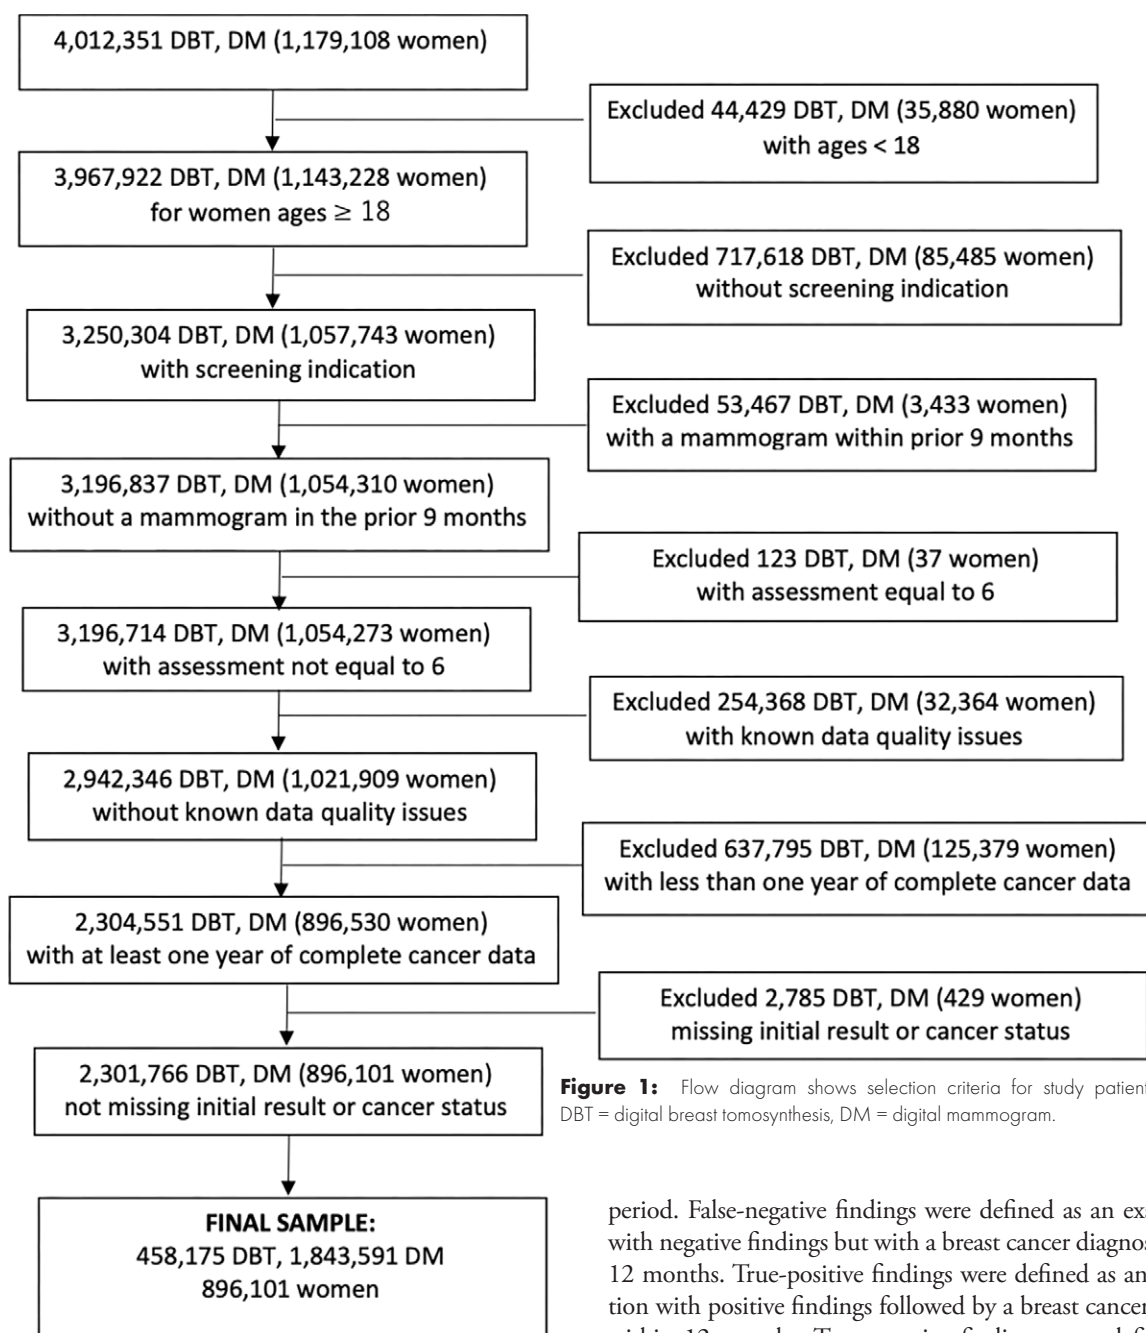 4,012,351 DBT, DM (1,179,108 women)
Excluded 44,429 DBT, DM (35,880 women)
with ages < 18
3,967,922 DBT, DM (1,143,228 women)
for women ages ≥ 18
Excluded 717,618 DBT, DM (85,485 women)
without screening indication
3,250,304 DBT, DM (1,057,743 women)
with screening indication
Excluded 53,467 DBT, DM (3,433 women)
with a mammogram within prior 9 months
3,196,837 DBT, DM (1,054,310 women)
without a mammogram in the prior 9 months
Excluded 123 DBT, DM (37 women)
with assessment equal to 6
3,196,714 DBT, DM (1,054,273 women)
with assessment not equal to 6
Excluded 254,368 DBT, DM (32,364 women)
with known data quality issues
2,942,346 DBT, DM (1,021,909 women)
without known data quality issues
Excluded 637,795 DBT, DM (125,379 women)
with less than one year of complete cancer data
2,304,551 DBT, DM (896,530 women)
with at least one year of complete cancer data
Excluded 2,785 DBT, DM (429 women)
missing initial result or cancer status
2,301,766 DBT, DM (896,101 women)
not missing initial result or cancer status
Figure 1: Flow diagram shows selection criteria for study patient
DBT = digital breast tomosynthesis, DM = digital mammogram.
FINAL SAMPLE:
458,175 DBT, 1,843,591 DM
896,101 women
period. False-negative findings were defined as an
with negative findings but with a breast cancer
12 months. True-positive findings were defined as an
tion with positive findings followed by a breast cancer